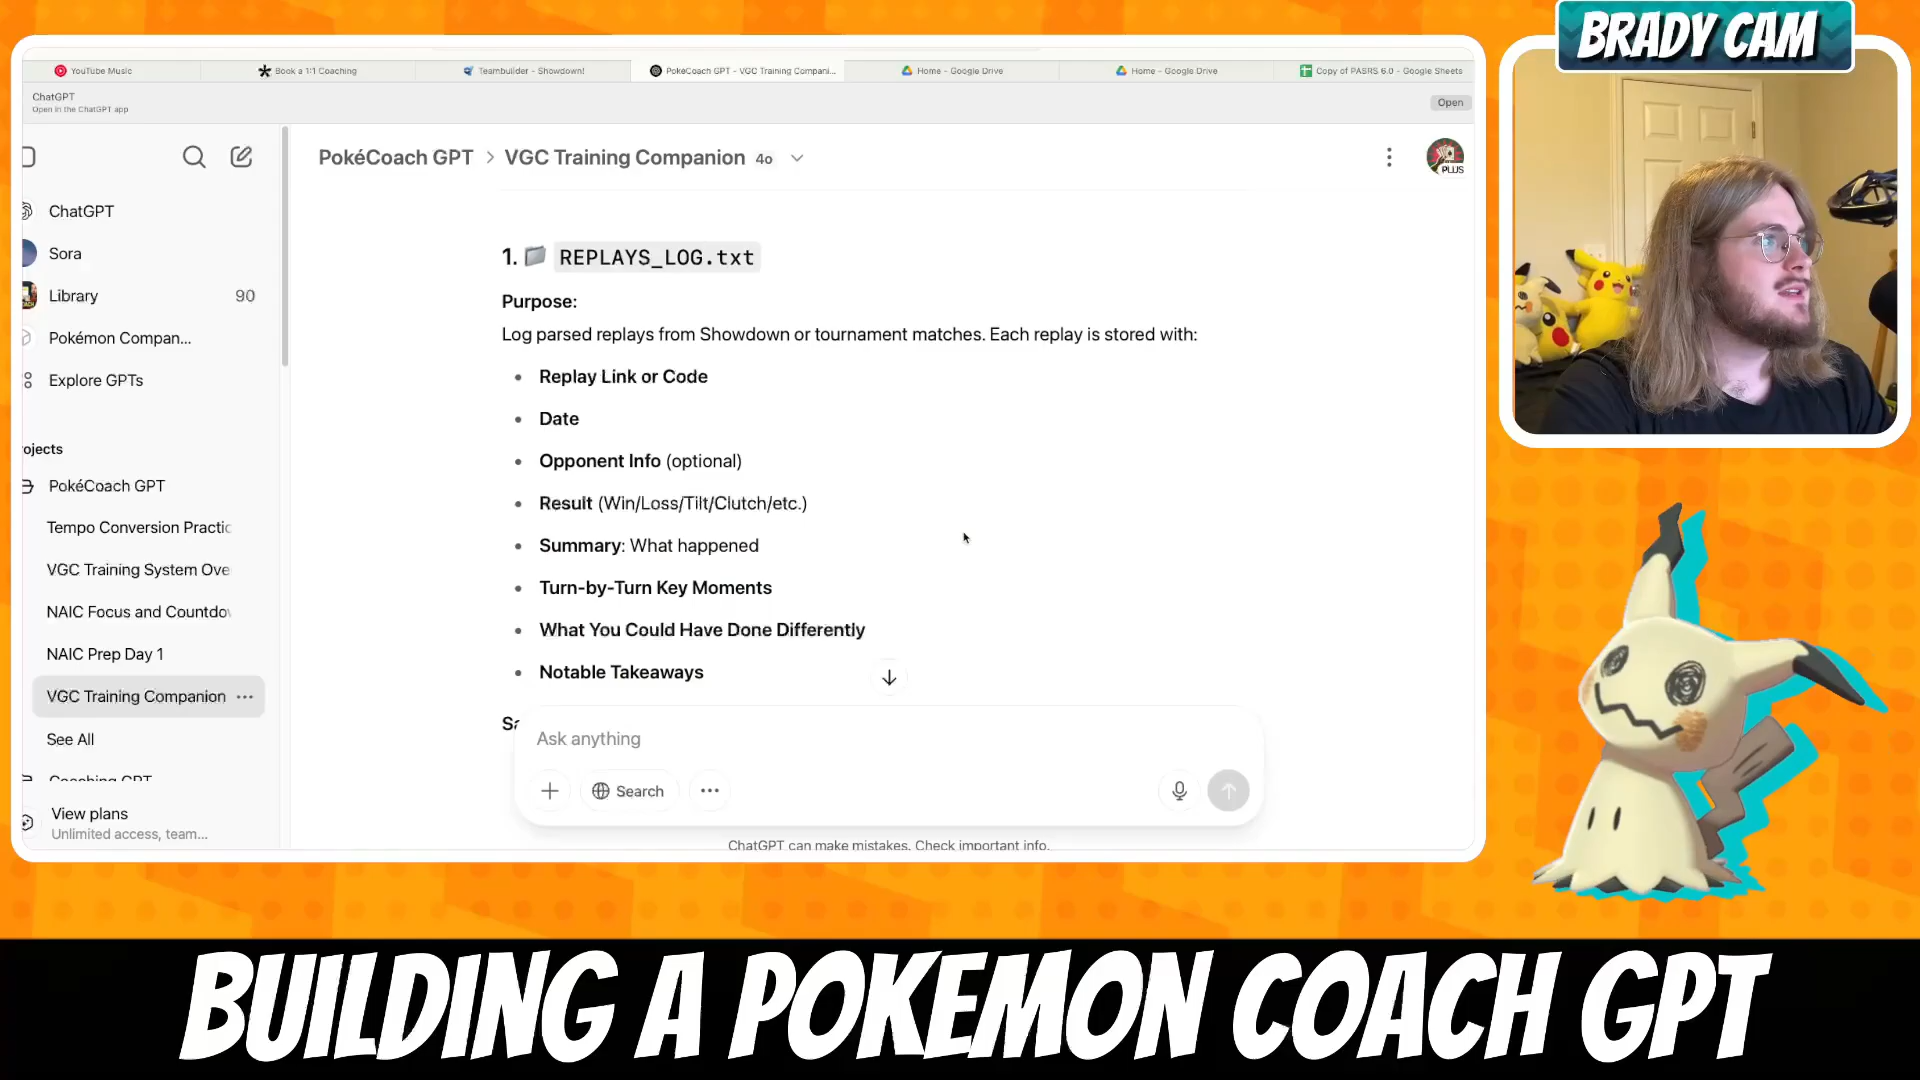 BRADY CAM
YouTube Music
Book a 1:1 Coaching
Teambuilder - Showdown!
PokéCoach GPT - VGC Training Compani...
Home - Google Drive
Home - Google Drive
Copy of PASRS 6.0 - Google Sheets
ChatGPT
Open in the ChatGPT app
Open
PokéCoach GPT > VGC Training Companion 4o
PLUS
ChatGPT
Sora
Library 90
Pokémon Compan...
Explore GPTs
ojects
PokéCoach GPT
Tempo Conversion Practic
VGC Training System Ove
NAIC Focus and Countdo
NAIC Prep Day 1
VGC Training Companion ...
See All
Coaching GPT
View plans
Unlimited access, team...
1. REPLAYS_LOG.txt
Purpose:
Log parsed replays from Showdown or tournament matches. Each replay is stored with:
• Replay Link or Code
• Date
• Opponent Info (optional)
• Result (Win/Loss/Tilt/Clutch/etc.)
• Summary: What happened
• Turn-by-Turn Key Moments
• What You Could Have Done Differently
• Notable Takeaways
Sa
Ask anything
Search
ChatGPT can make mistakes. Check important info.
BUILDING A POKEMON COACH GPT